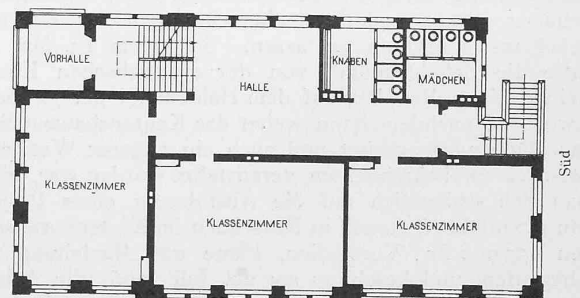 VORHALLE
HALLE
KNABEN
MÄDCHEN
KLASSENZIMMER
KLASSENZIMMER
KLASSENZIMMER
Süd